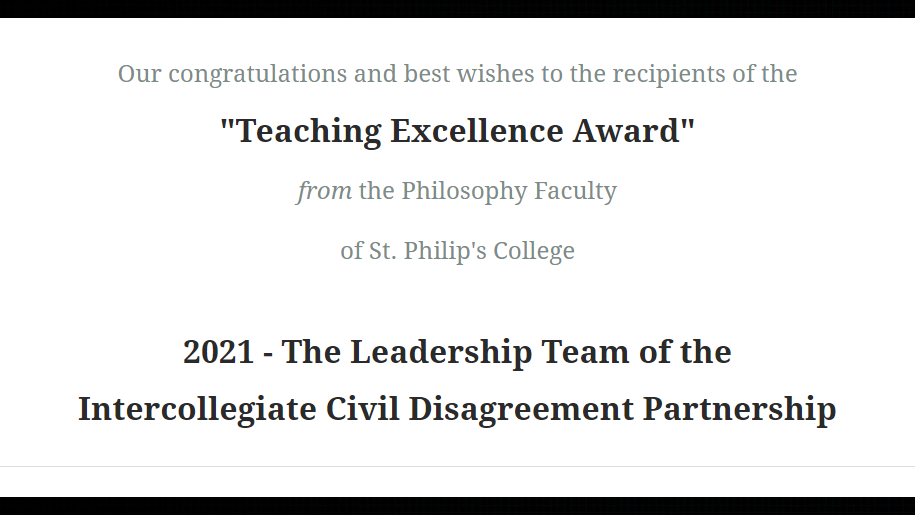 Our congratulations and best wishes to the recipients of the
"Teaching Excellence Award"
from the Philosophy Faculty
of St. Philip's College
2021 - The Leadership Team of the
Intercollegiate Civil Disagreement Partnership